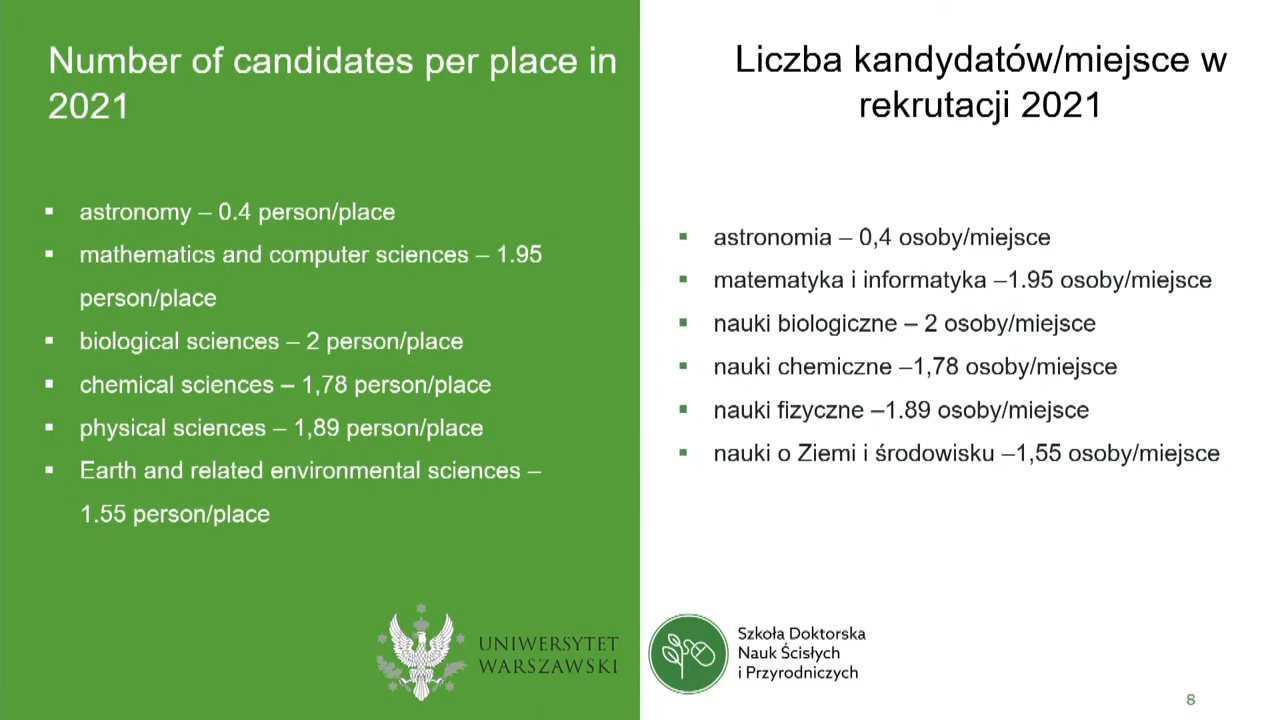 Number of candidates per place in
2021
▪ astronomy – 0.4 person/place
▪ mathematics and computer sciences – 1.95
person/place
▪ biological sciences – 2 person/place
▪ chemical sciences – 1,78 person/place
▪ physical sciences – 1,89 person/place
▪ Earth and related environmental sciences –
1.55 person/place
UNIWERSYTET
WARSZAWSKI
Liczba kandydatów/miejsce w
rekrutacji 2021
▪ astronomia – 0,4 osoby/miejsce
▪ matematyka i informatyka –1.95 osoby/miejsce
▪ nauki biologiczne – 2 osoby/miejsce
▪ nauki chemiczne –1,78 osoby/miejsce
▪ nauki fizyczne –1.89 osoby/miejsce
▪ nauki o Ziemi i środowisku –1,55 osoby/miejsce
Szkoła Doktorska
Nauk Ścisłych
i Przyrodniczych
8